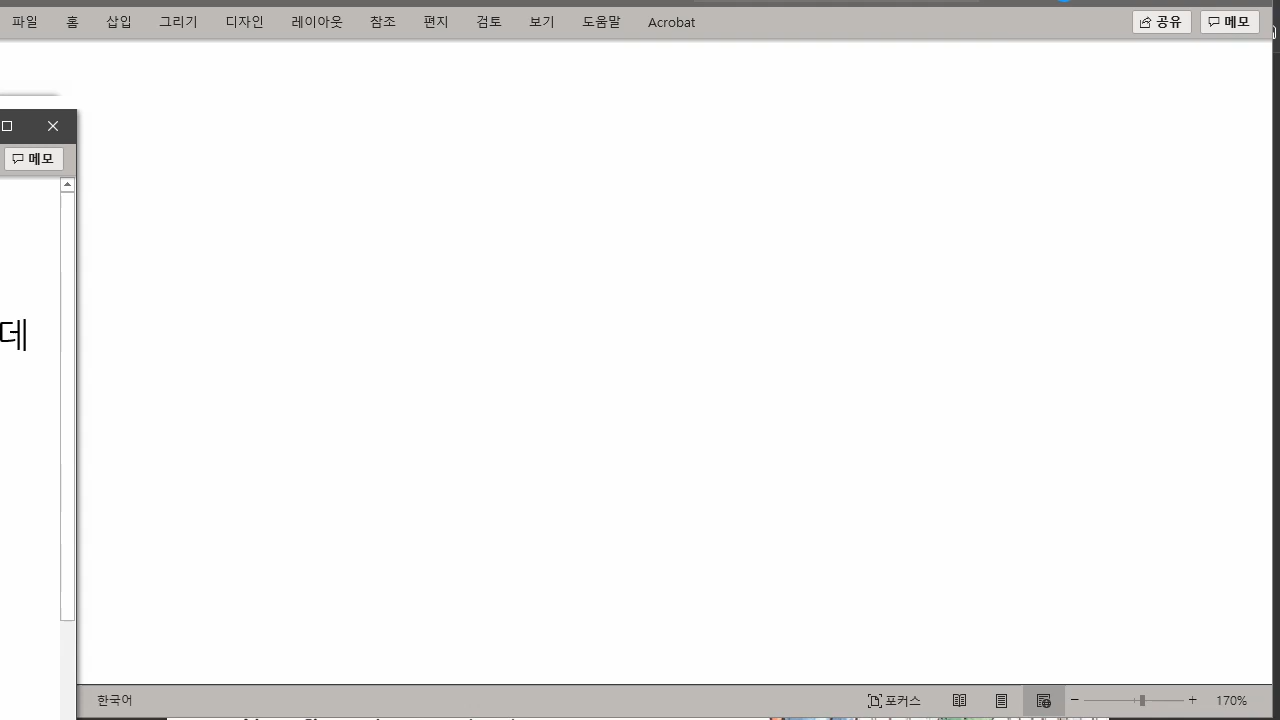 파일 홈 삽입 그리기 디자인 레이아웃 참조 편지 검토 보기 도움말 Acrobat 공유 메모
메모
데
한국어 포커스 170%